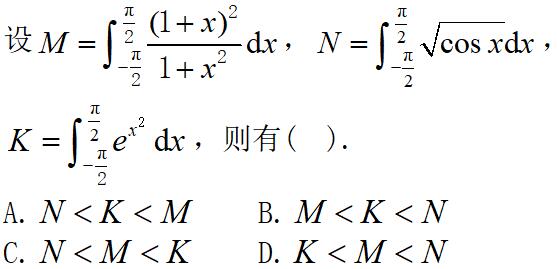 设 $M=\int_{-\frac{\pi}{2}}^{\frac{\pi}{2}}\frac{(1+x)^2}{1+x^2}\mathrm{d}x$，$N=\int_{-\frac{\pi}{2}}^{\frac{\pi}{2}}\sqrt{\cos x}\mathrm{d}x$，
$K=\int_{-\frac{\pi}{2}}^{\frac{\pi}{2}}e^{x^2}\mathrm{d}x$，则有( ).
A. $N<K<M$ B. $M<K<N$
C. $N<M<K$ D. $K<M<N$